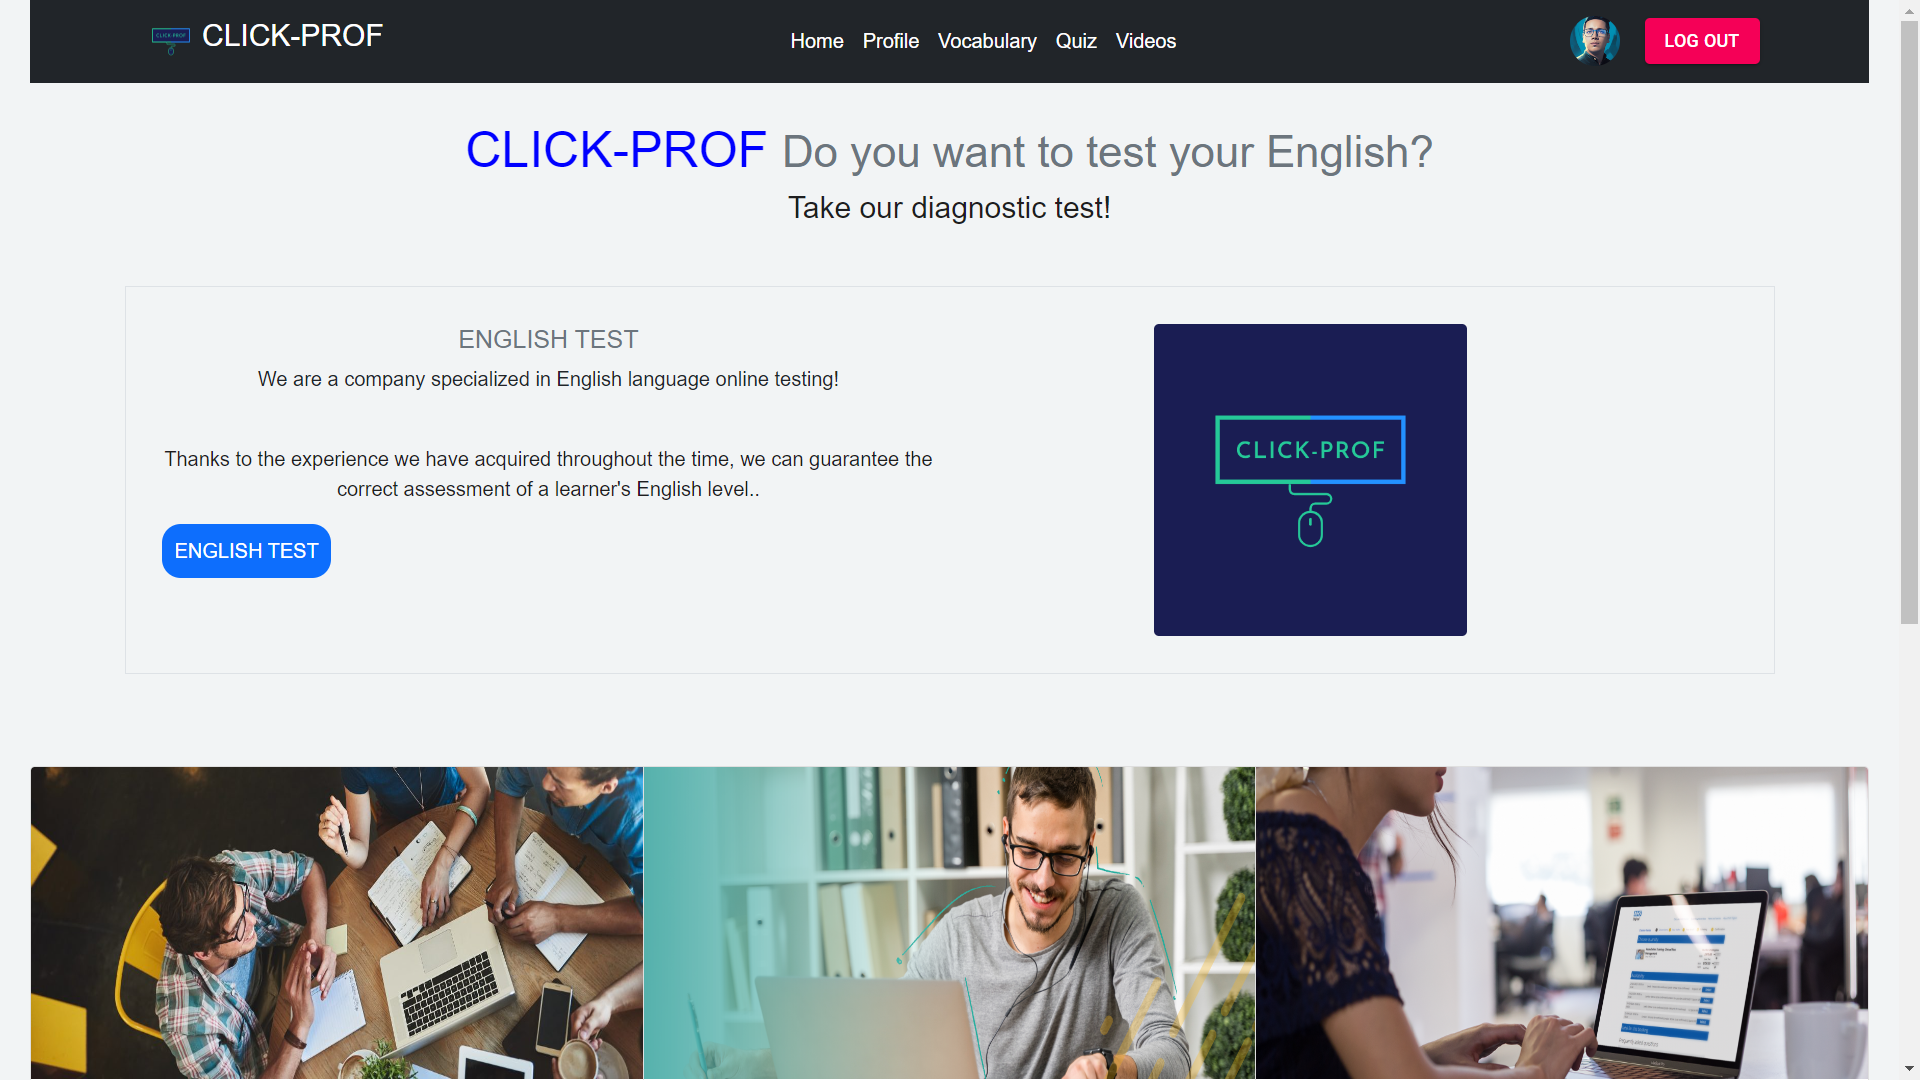 CLICK-PROF
CLICK-PROF
Home Profile Vocabulary Quiz Videos
LOG OUT
CLICK-PROF Do you want to test your English?
Take our diagnostic test!
ENGLISH TEST
We are a company specialized in English language online testing!
Thanks to the experience we have acquired throughout the time, we can guarantee the
correct assessment of a learner's English level..
ENGLISH TEST
CLICK-PROF